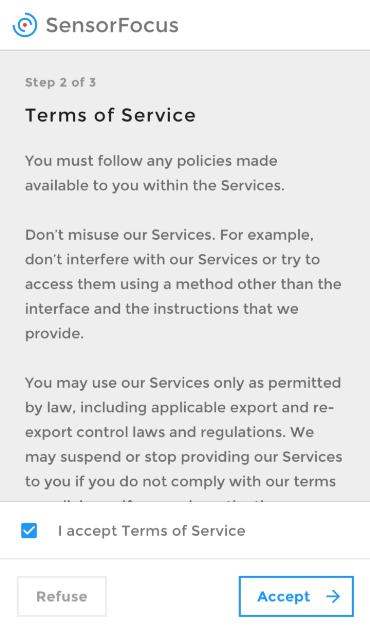 SensorFocus
Step 2 of 3
Terms of Service
You must follow any policies made
available to you within the Services.
Don't misuse our Services. For example,
don't interfere with our Services or try to
access them using a method other than the
interface and the instructions that we
provide.
You may use our Services only as permitted
by law, including applicable export and re-
export control laws and regulations. We
may suspend or stop providing our Services
to you if you do not comply with our terms
I accept Terms of Service
Refuse
Accept